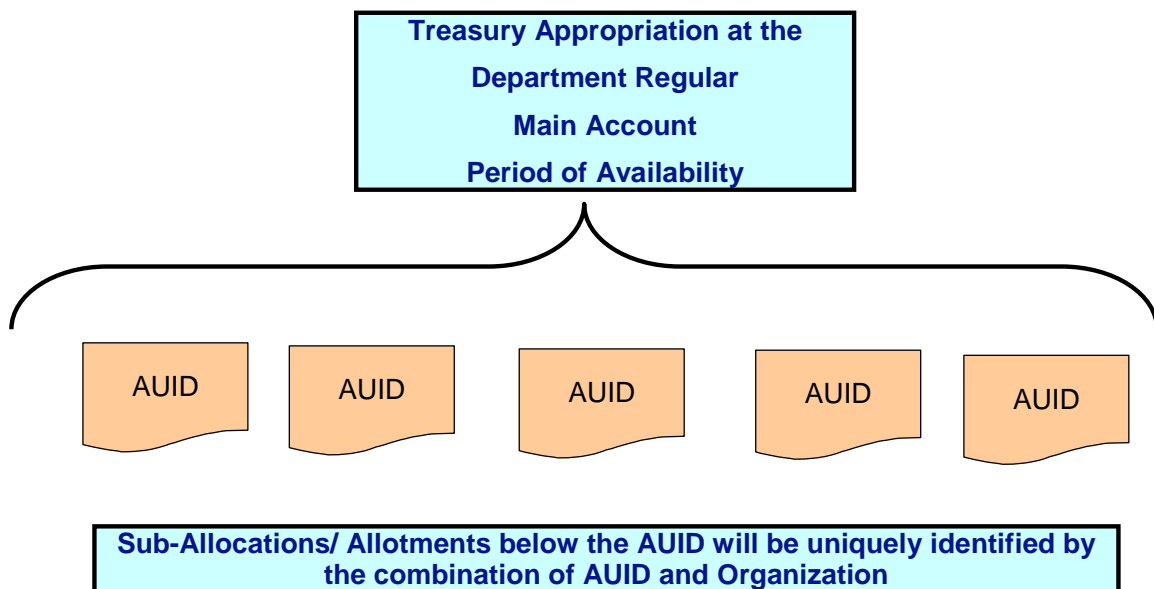 Treasury Appropriation at the
Department Regular
Main Account
Period of Availability
AUID
AUID
AUID
AUID
AUID
Sub-Allocations/ Allotments below the AUID will be uniquely identified by
the combination of AUID and Organization